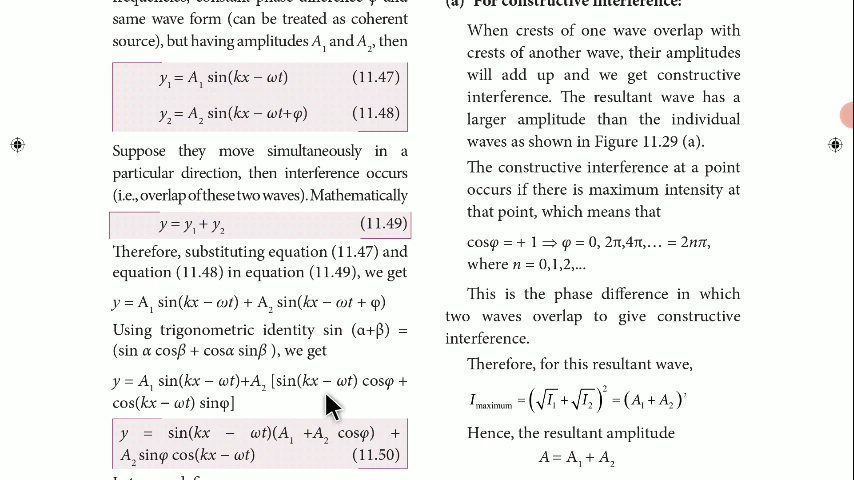 frequencies, constant phase difference φ and
same wave form (can be treated as coherent
source), but having amplitudes A₁ and A₂, then
y₁ = A₁ sin(kx − ωt) (11.47)
y₂ = A₂ sin(kx − ωt+φ) (11.48)
Suppose they move simultaneously in a
particular direction, then interference occurs
(i.e., overlap of these two waves). Mathematically
y = y₁ + y₂ (11.49)
Therefore, substituting equation (11.47) and
equation (11.48) in equation (11.49), we get
y = A₁ sin(kx − ωt) + A₂ sin(kx − ωt + φ)
Using trigonometric identity sin (α+β) =
(sin α cosβ + cosα sinβ ), we get
y = A₁ sin(kx − ωt)+A₂ [sin(kx − ωt) cosφ +
cos(kx − ωt) sinφ]
y = sin(kx − ωt)(A₁ +A₂ cosφ) +
A₂ sinφ cos(kx − ωt) (11.50)
(a) For constructive interference:
When crests of one wave overlap with
crests of another wave, their amplitudes
will add up and we get constructive
interference. The resultant wave has a
larger amplitude than the individual
waves as shown in Figure 11.29 (a).
The constructive interference at a point
occurs if there is maximum intensity at
that point, which means that
cosφ = + 1 ⇒ φ = 0, 2π,4π,… = 2nπ,
where n = 0,1,2,...
This is the phase difference in which
two waves overlap to give constructive
interference.
Therefore, for this resultant wave,
I_maximum = (√I₁ + √I₂)² = (A₁ + A₂)²
Hence, the resultant amplitude
A = A₁ + A₂